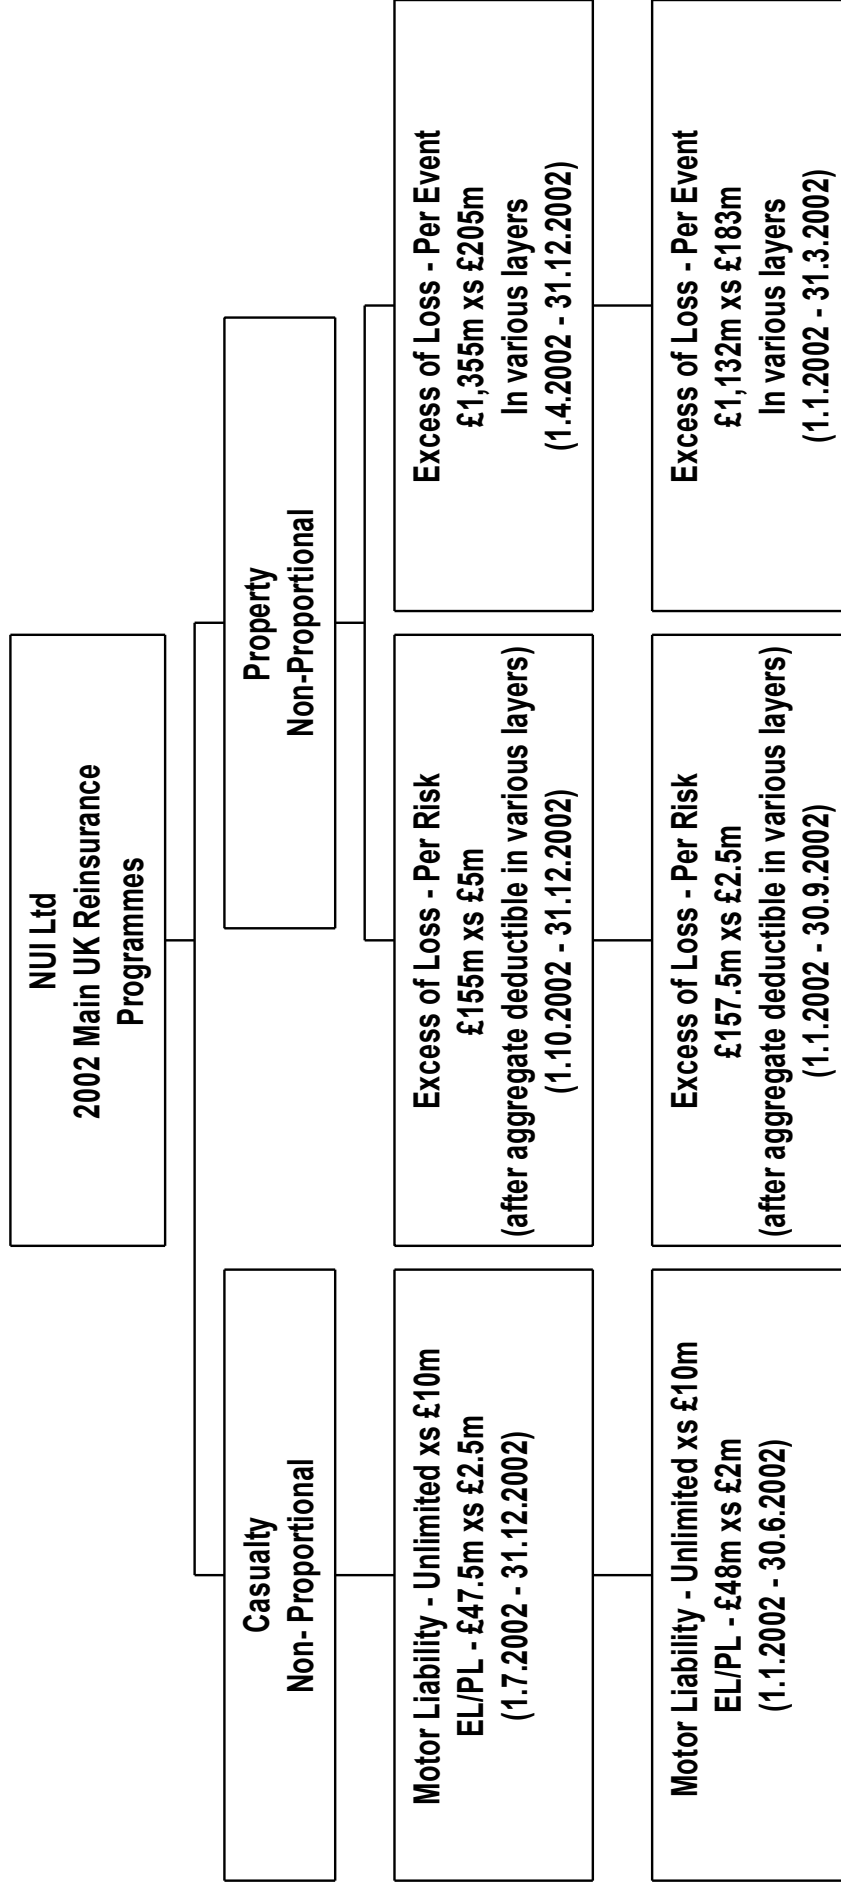 NUI Ltd
2002 Main UK Reinsurance
Programmes
Casualty
Non- Proportional
Property
Non-Proportional
Motor Liability - Unlimited xs £10m
EL/PL - £47.5m xs £2.5m
(1.7.2002 - 31.12.2002)
Excess of Loss - Per Risk
£155m xs £5m
(after aggregate deductible in various layers)
(1.10.2002 - 31.12.2002)
Excess of Loss - Per Event
£1,355m xs £205m
In various layers
(1.4.2002 - 31.12.2002)
Motor Liability - Unlimited xs £10m
EL/PL - £48m xs £2m
(1.1.2002 - 30.6.2002)
Excess of Loss - Per Risk
£157.5m xs £2.5m
(after aggregate deductible in various layers)
(1.1.2002 - 30.9.2002)
Excess of Loss - Per Event
£1,132m xs £183m
In various layers
(1.1.2002 - 31.3.2002)